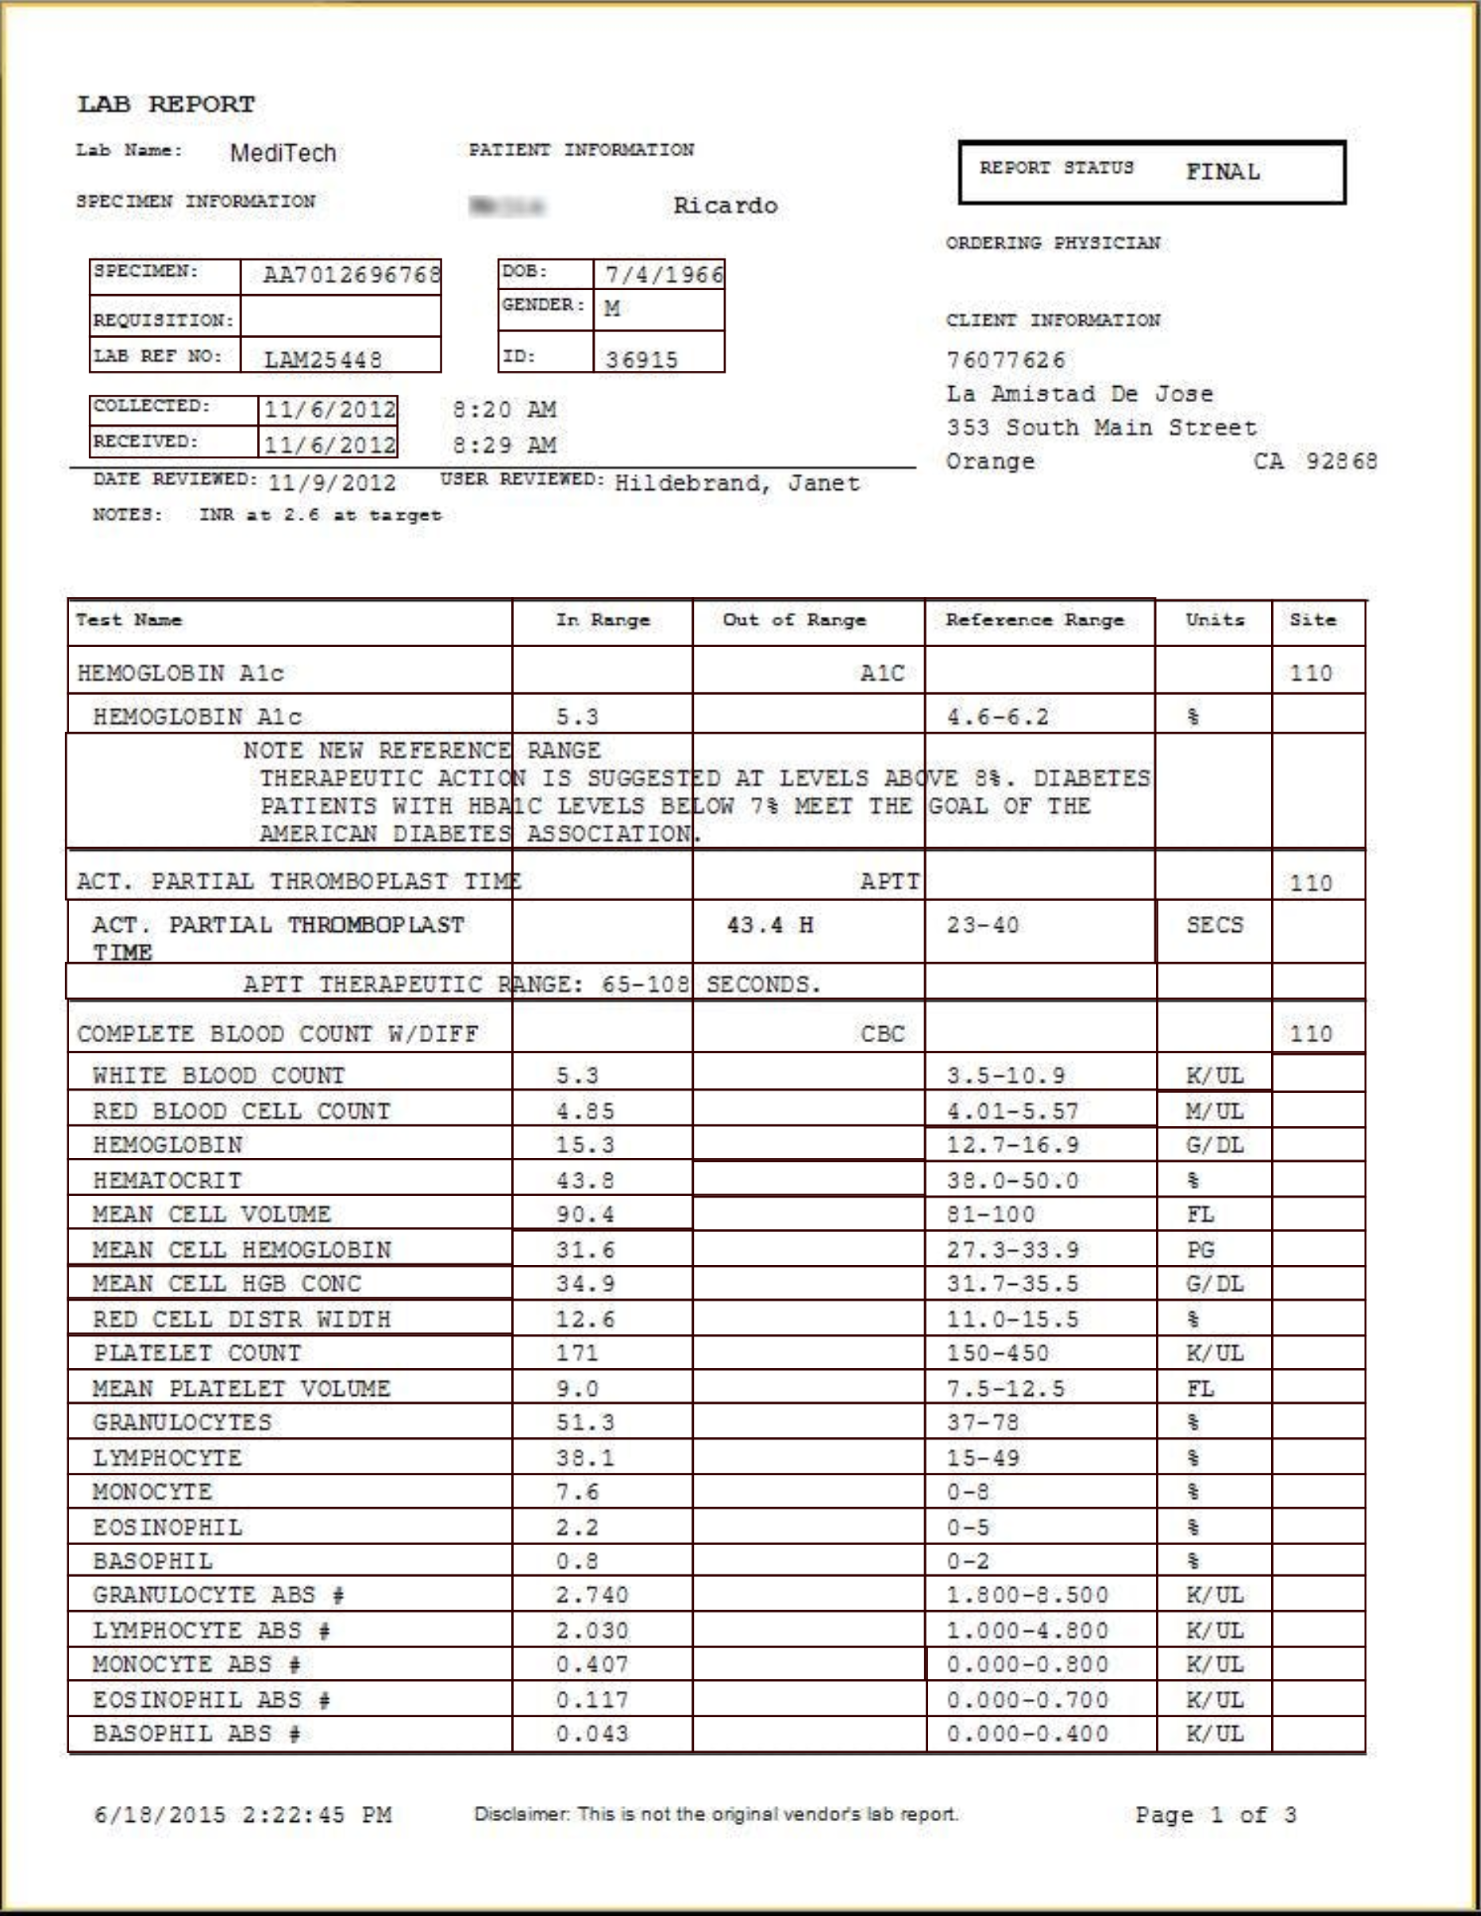 LAB REPORT
Lab Name: MediTech PATIENT INFORMATION
REPORT STATUS FINAL
SPECIMEN INFORMATION Ricardo
ORDERING PHYSICIAN
SPECIMEN: AA7012696768 DOB: 7/4/1966
GENDER: M
REQUISITION: CLIENT INFORMATION
LAB REF NO: LAM25448 ID: 36915 76077626
La Amistad De Jose
COLLECTED: 11/6/2012 8:20 AM
353 South Main Street
RECEIVED: 11/6/2012 8:29 AM
Orange CA 92868
DATE REVIEWED: 11/9/2012 USER REVIEWED: Hildebrand, Janet
NOTES: INR at 2.6 at target
Test Name In Range Out of Range Reference Range Units Site
HEMOGLOBIN A1c A1C 110
HEMOGLOBIN A1c 5.3 4.6-6.2 %
NOTE NEW REFERENCE RANGE
THERAPEUTIC ACTION IS SUGGESTED AT LEVELS ABOVE 8%. DIABETES
PATIENTS WITH HBA1C LEVELS BELOW 7% MEET THE GOAL OF THE
AMERICAN DIABETES ASSOCIATION.
ACT. PARTIAL THROMBOPLAST TIME APTT 110
ACT. PARTIAL THROMBOPLAST 43.4 H 23-40 SECS
TIME
APTT THERAPEUTIC RANGE: 65-108 SECONDS.
COMPLETE BLOOD COUNT W/DIFF CBC 110
WHITE BLOOD COUNT 5.3 3.5-10.9 K/UL
RED BLOOD CELL COUNT 4.85 4.01-5.57 M/UL
HEMOGLOBIN 15.3 12.7-16.9 G/DL
HEMATOCRIT 43.8 38.0-50.0 %
MEAN CELL VOLUME 90.4 81-100 FL
MEAN CELL HEMOGLOBIN 31.6 27.3-33.9 PG
MEAN CELL HGB CONC 34.9 31.7-35.5 G/DL
RED CELL DISTR WIDTH 12.6 11.0-15.5 %
PLATELET COUNT 171 150-450 K/UL
MEAN PLATELET VOLUME 9.0 7.5-12.5 FL
GRANULOCYTES 51.3 37-78 %
LYMPHOCYTE 38.1 15-49 %
MONOCYTE 7.6 0-8 %
EOSINOPHIL 2.2 0-5 %
BASOPHIL 0.8 0-2 %
GRANULOCYTE ABS # 2.740 1.800-8.500 K/UL
LYMPHOCYTE ABS # 2.030 1.000-4.800 K/UL
MONOCYTE ABS # 0.407 0.000-0.800 K/UL
EOSINOPHIL ABS # 0.117 0.000-0.700 K/UL
BASOPHIL ABS # 0.043 0.000-0.400 K/UL
6/18/2015 2:22:45 PM Disclaimer: This is not the original vendor's lab report. Page 1 of 3